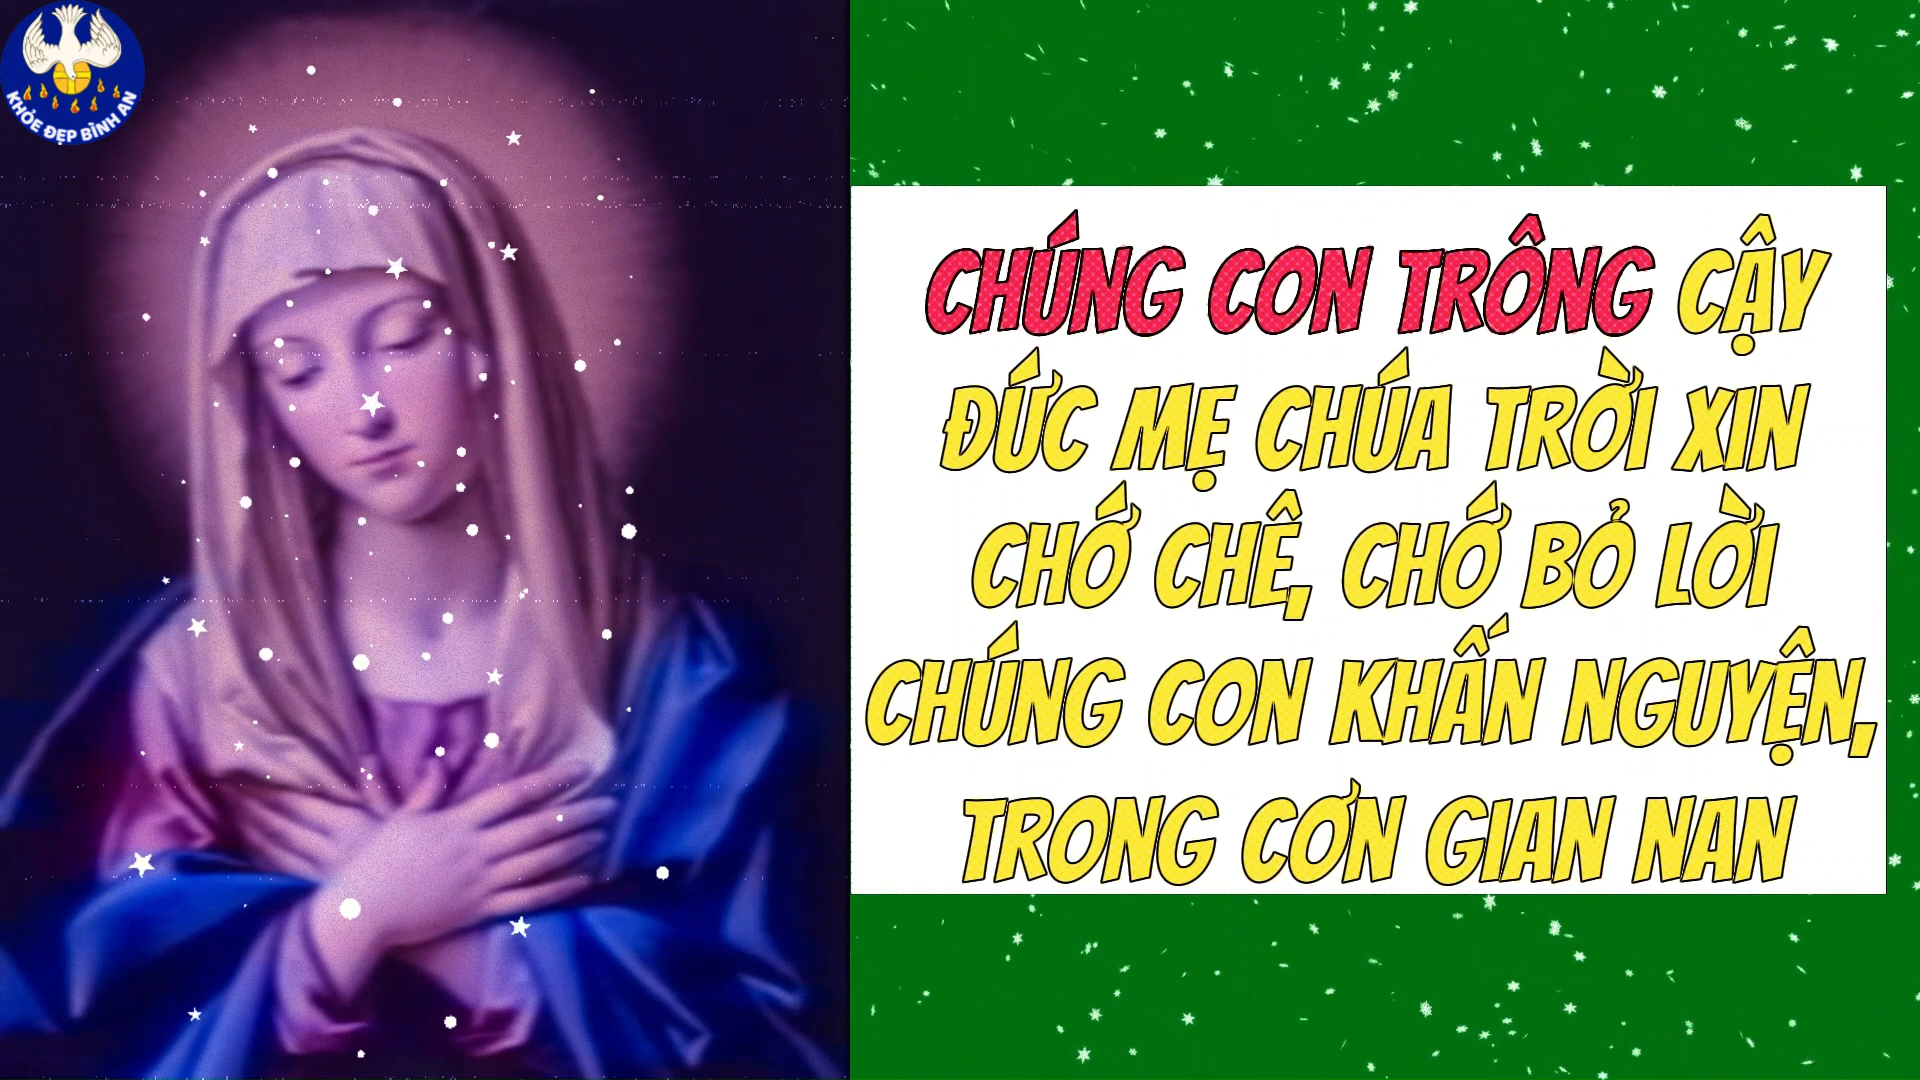 KHỎE ĐẸP BÌNH AN
CHÚNG CON TRÔNG CẬY
ĐỨC MẸ CHÚA TRỜI XIN
CHỚ CHÊ, CHỚ BỎ LỜI
CHÚNG CON KHẤN NGUYỆN,
TRONG CƠN GIAN NAN